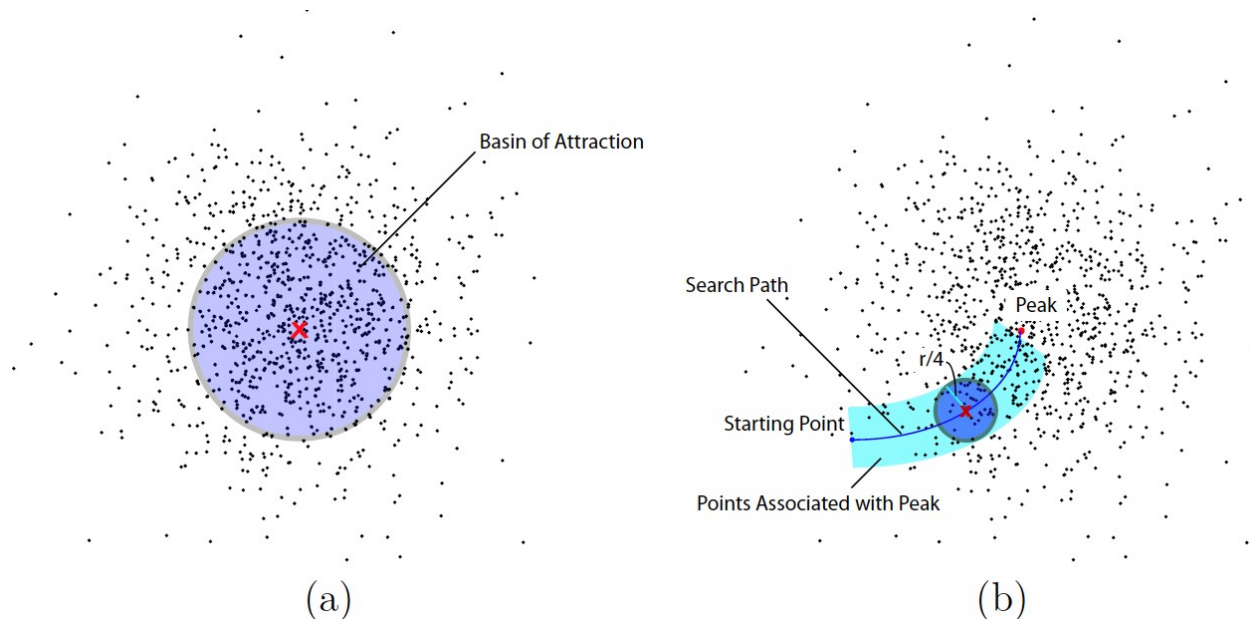 Basin of Attraction
(a)
Search Path
Peak
r/4
Starting Point
Points Associated with Peak
(b)